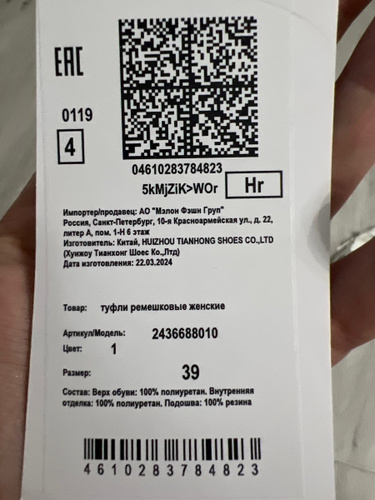 EAC
0119
4
04610283784823
5kMjZiK>WOr
Hr
Импортер/продавец: АО "Мэлон Фэшн Груп"
Россия, Санкт-Петербург, 10-я Красноармейская ул., д. 22,
литер А, пом. 1-Н 6 этаж
Изготовитель: Китай, HUIZHOU TIANHONG SHOES CO.,LTD
(Хуижоу Тианхонг Шоес Ко.,Лтд)
Дата изготовления: 22.03.2024
Товар: туфли ремешковые женские
Артикул/Модель: 2436688010
Цвет: 1
Размер: 39
Состав: Верх обуви: 100% полиуретан. Внутренняя
отделка: 100% полиуретан. Подошва: 100% резина
4610283784823